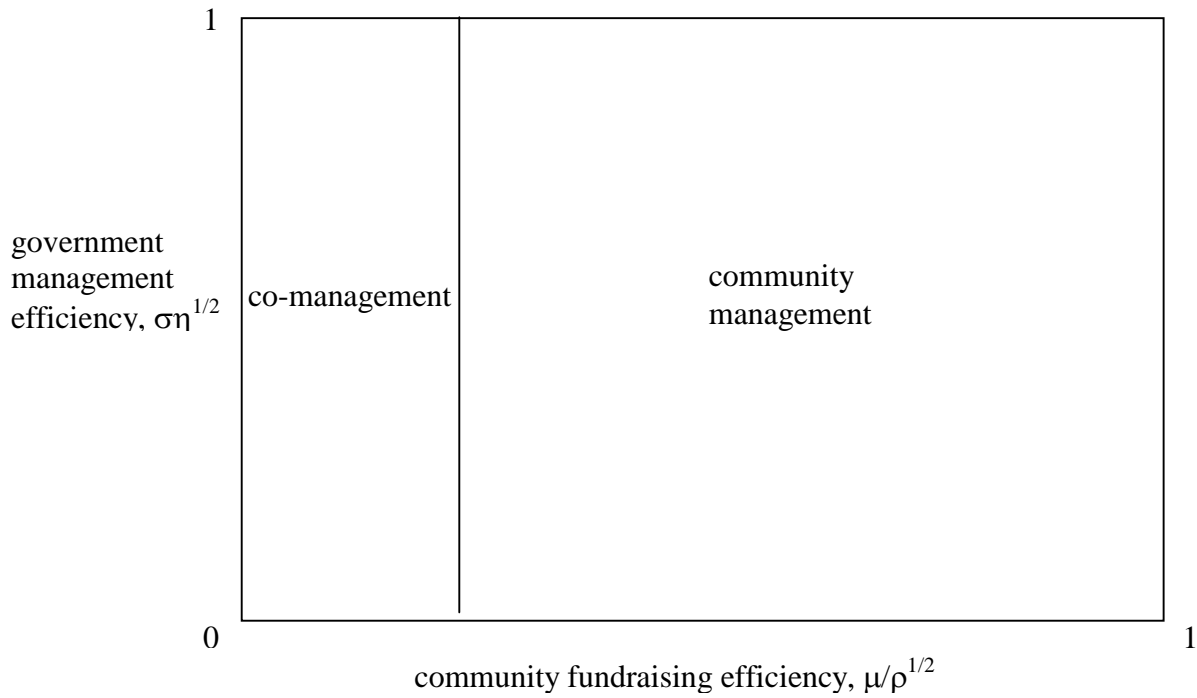 1
government
management
efficiency, ση^{1/2}
co-management
community
management
0
1
community fundraising efficiency, μ/ρ^{1/2}